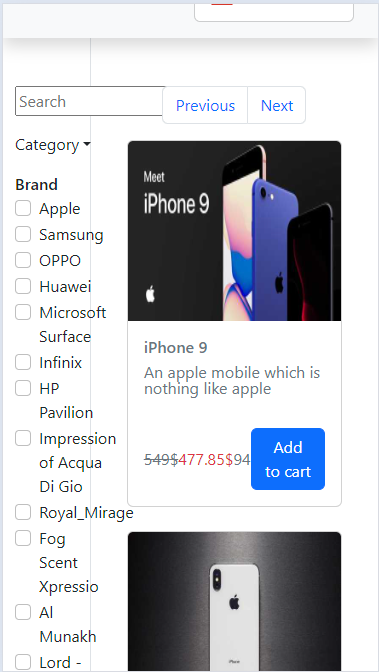 Search
Previous
Next
Category
Brand
Apple
Samsung
OPPO
Huawei
Microsoft
Surface
Infinix
HP
Pavilion
Impression
of Acqua
Di Gio
Royal_Mirage
Fog
Scent
Xpressio
Al
Munakh
Lord -
Meet
iPhone 9
iPhone 9
An apple mobile which is
nothing like apple
549$477.85$94
Add
to cart
iPhone